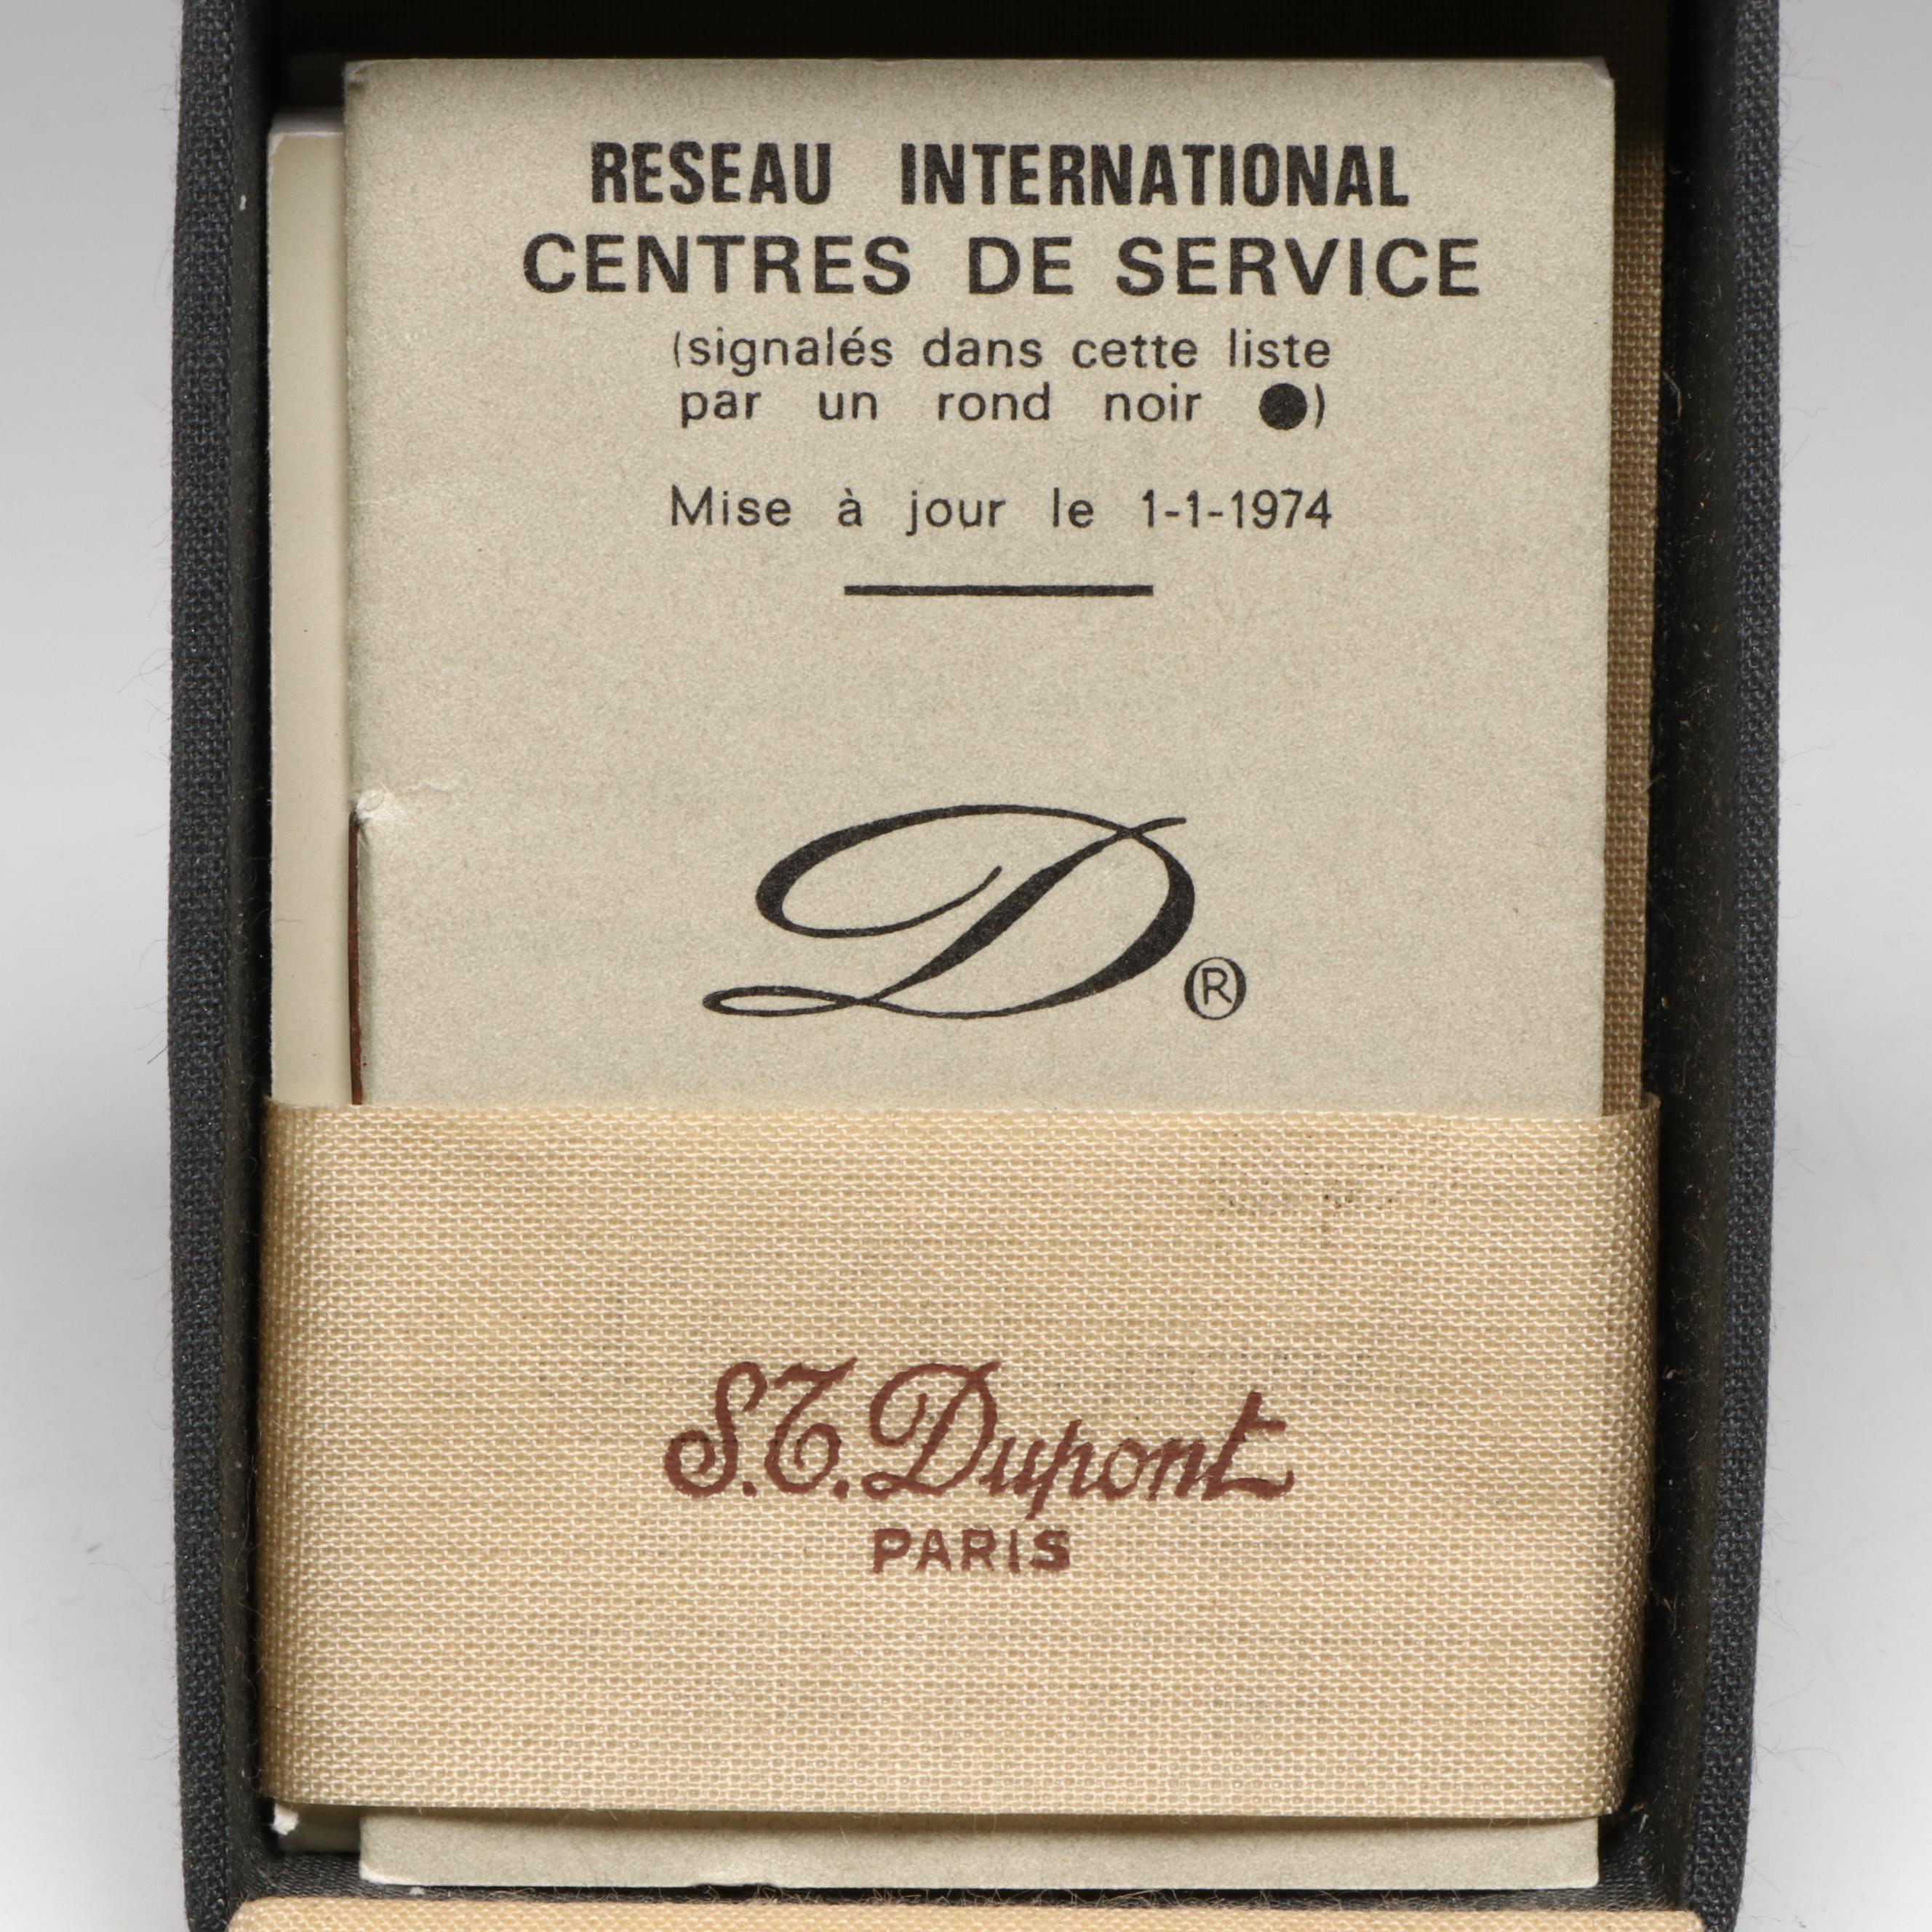 RESEAU INTERNATIONAL
CENTRES DE SERVICE
(signalés dans cette liste
par un rond noir ●)
Mise à jour le 1-1-1974
D®
S.T. Dupont
PARIS